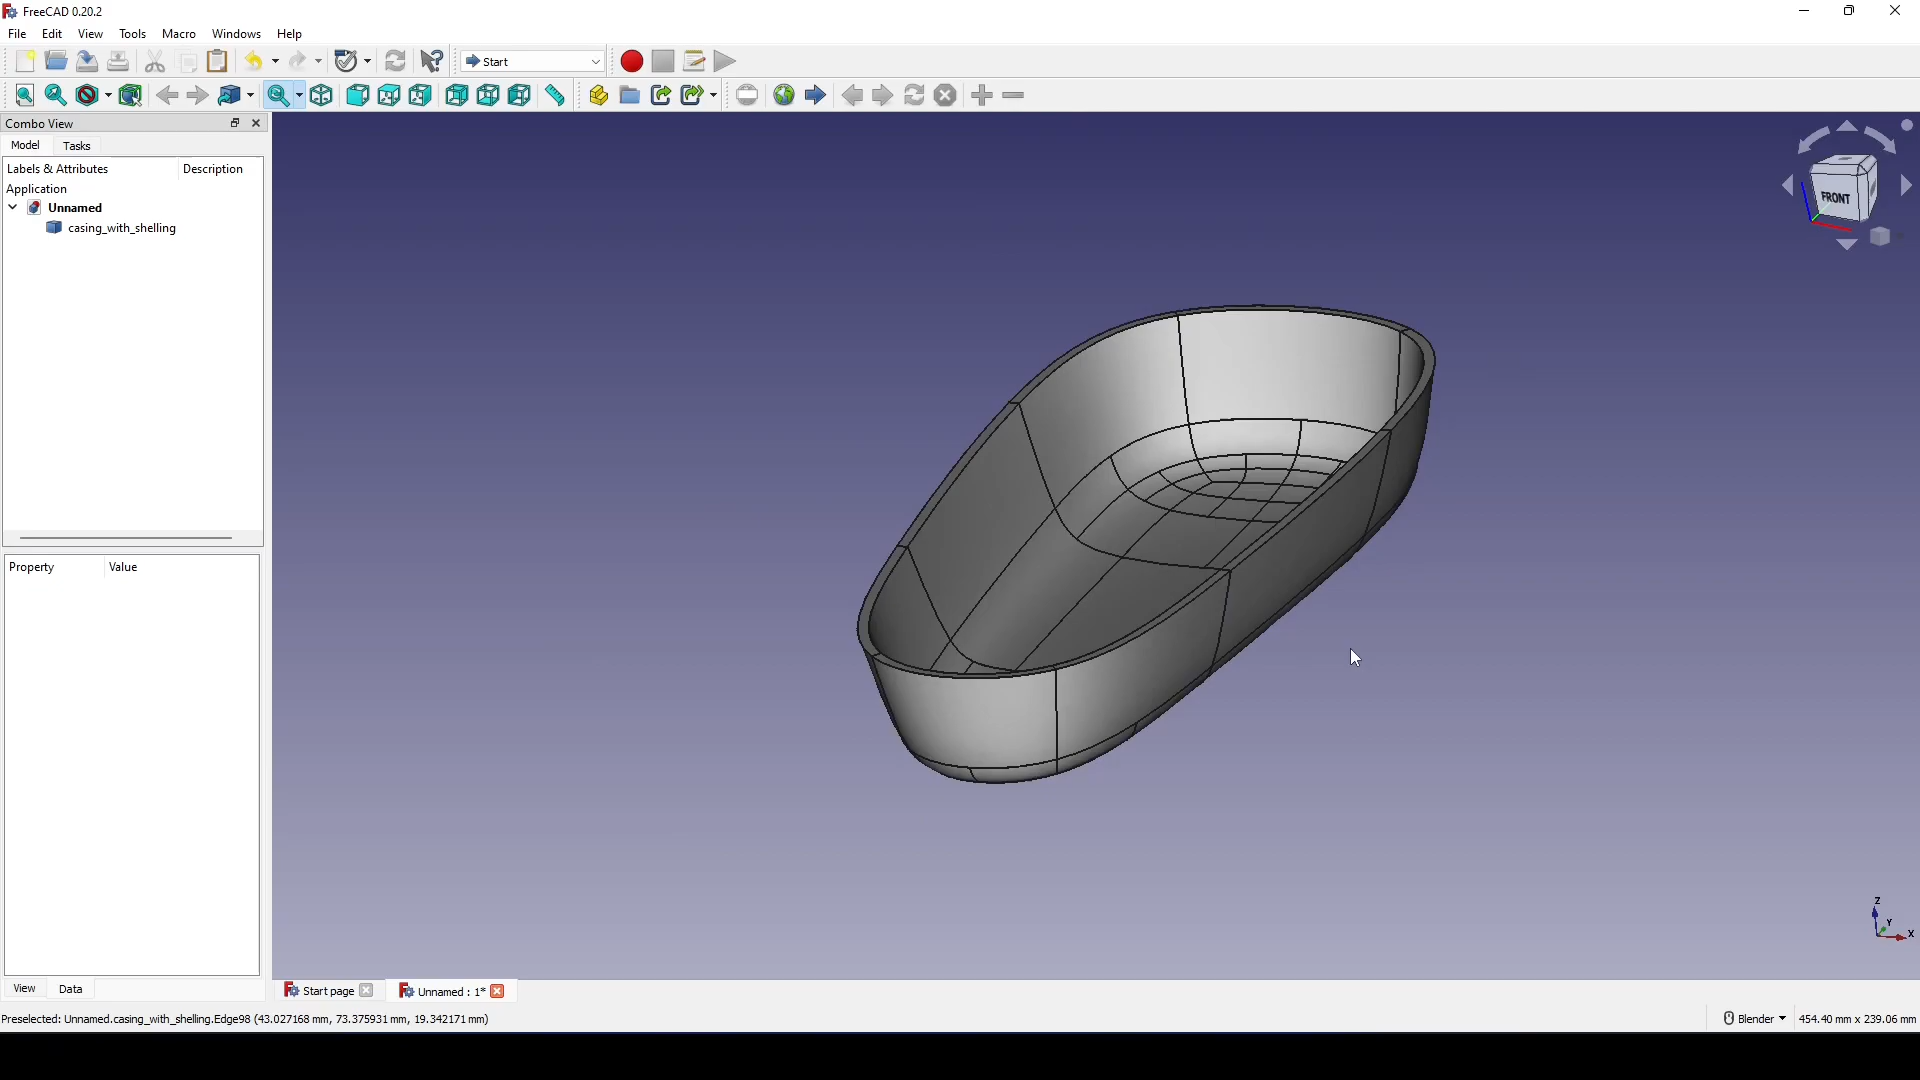 FreeCAD 0.20.2
File Edit View Tools Macro Windows Help
Start
Combo View
Model Tasks
Labels & Attributes Description
Application
Unnamed
casing_with_shelling
FRONT
Property Value
Z
Y
X
View Data
Start page Unnamed : 1*
Preselected: Unnamed.casing_with_shelling.Edge98 (43.027168 mm, 73.375931 mm, 19.342171 mm)
Blender 454.40 mm x 239.06 mm